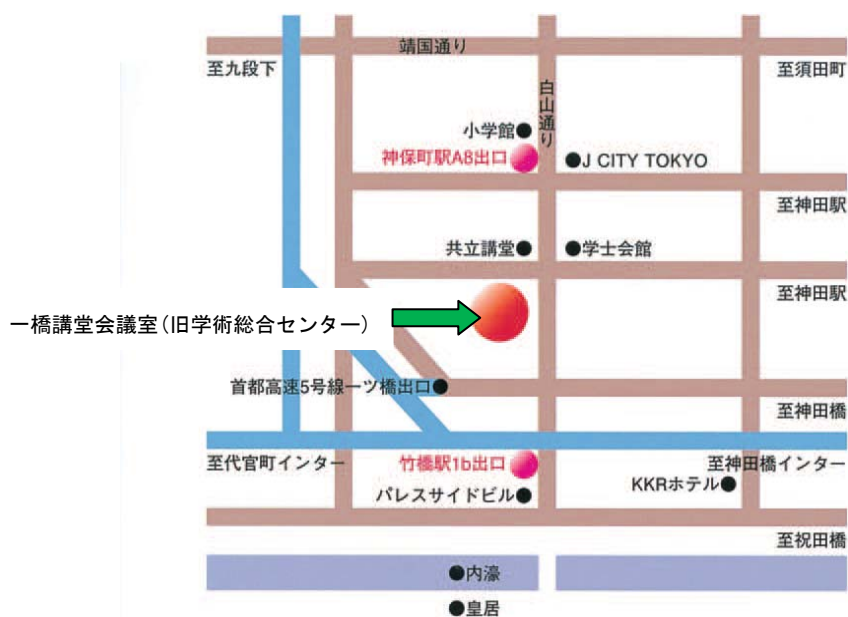 靖国通り
至九段下
至須田町
白山通り
小学館
神保町駅A8出口
J CITY TOKYO
至神田駅
共立講堂
学士会館
至神田駅
一橋講堂会議室(旧学術総合センター)
首都高速5号線一ツ橋出口
至神田橋
至代官町インター
竹橋駅1b出口
至神田橋インター
KKRホテル
パレスサイドビル
至祝田橋
内濠
皇居